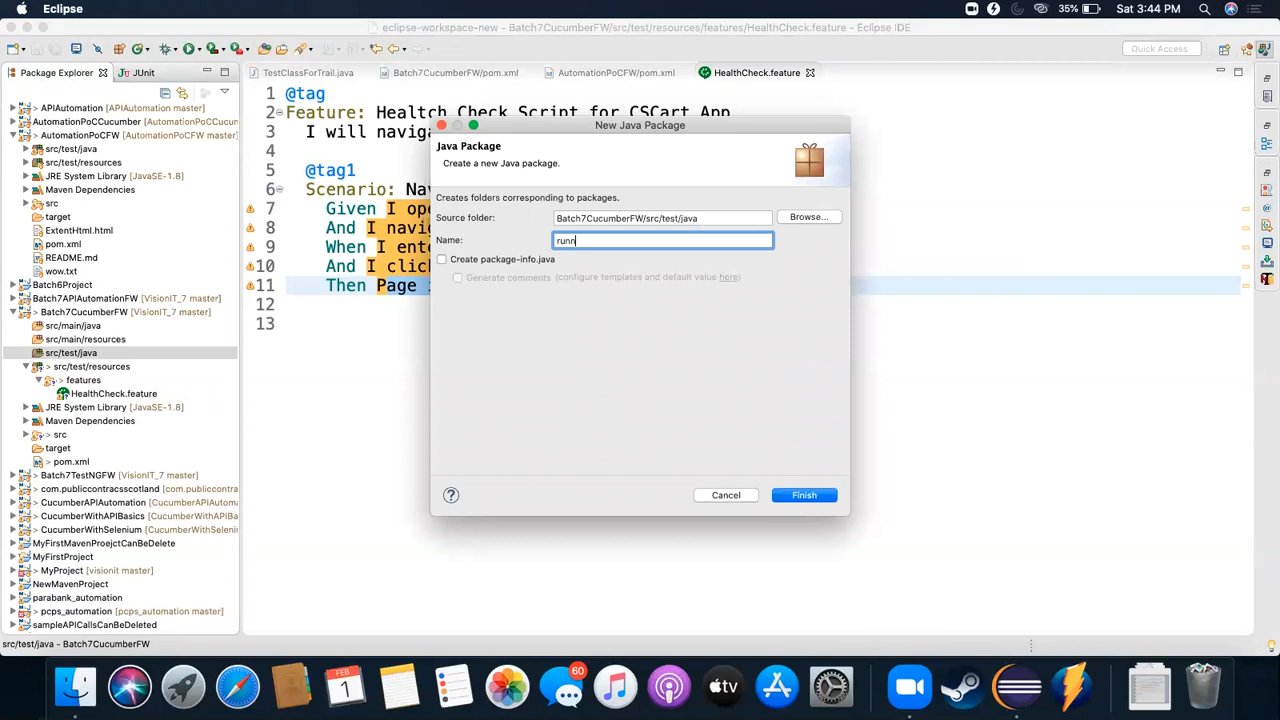 Eclipse
35%
Sat 3:44 PM
eclipse-workspace-new - Batch7CucumberFW/src/test/resources/features/HealthCheck.feature - Eclipse IDE
Quick Access
Package Explorer
JUnit
TestClassForTrail.java
Batch7CucumberFW/pom.xml
AutomationPoCFW/pom.xml
HealthCheck.feature
APIAutomation [APIAutomation master]
AutomationPoCCucumber [AutomationPo
AutomationPoCFW [AutomationPoCFW master]
src/test/java
src/test/resources
JRE System Library [JavaSE-1.8]
Maven Dependencies
src
target
ExtentHtml.html
pom.xml
README.md
wow.txt
Batch6Project
Batch7APIAutomationFW [VisionIT_7 master]
> Batch7CucumberFW [VisionIT_7 master]
src/main/java
src/main/resources
src/test/java
> src/test/resources
> features
HealthCheck.feature
JRE System Library [JavaSE-1.8]
Maven Dependencies
> src
target
> pom.xml
> Batch7TestNGFW [VisionIT_7 master]
> com.publiccontracsscotland [com.publiccontra
> CucumberAPIAutomation [CucumberAutoma
> CucumberWithAPIBasics [CucumberWithAPI
> CucumberWithSelenium [CucumberWithSeleni
MyFirstMavenProejctCanBeDelete
MyFirstProject
> MyProject [visionit master]
NewMavenProject
parabank_automation
> pcps_automation [pcps_automation master]
sampleAPICallsCanBeDeleted
1 @tag
2 Feature: Healtch Check Script for CSCart App
3 I will navig
4
5 @tag1
6 Scenario: Na
7 Given I ope
8 And I navig
9 When I ente
10 And I click
11 Then Page i
12
13
New Java Package
Java Package
Create a new Java package.
Creates folders corresponding to packages.
Source folder: Batch7CucumberFW/src/test/java Browse...
Name: runn
Create package-info.java
Generate comments (configure templates and default value here)
?
Cancel
Finish
src/test/java - Batch7CucumberFW
FEB
1
60
tv